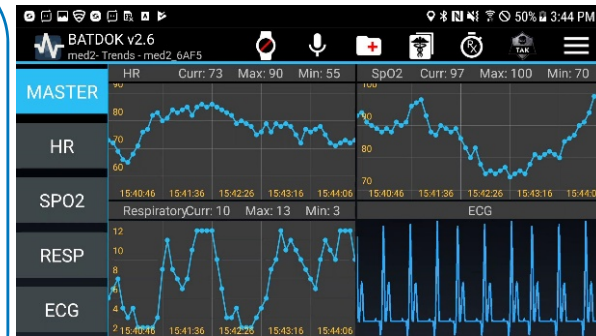 50% 3:44 PM
BATDOK v2.6
med2- Trends - med2_6AF5
TAK
MASTER
HR
SPO2
RESP
ECG
HR Curr: 73 Max: 90 Min: 55
90
80
70
60
15:40:46 15:41:36 15:42:26 15:43:16 15:44:06
SpO2 Curr: 97 Max: 100 Min: 70
100
90
80
70
15:40:46 15:41:36 15:42:26 15:43:16 15:44:0
RespiratoryCurr: 10 Max: 13 Min: 3
12
10
8
6
4
2
15:40:46 15:41:36 15:42:26 15:43:16 15:44:06
ECG